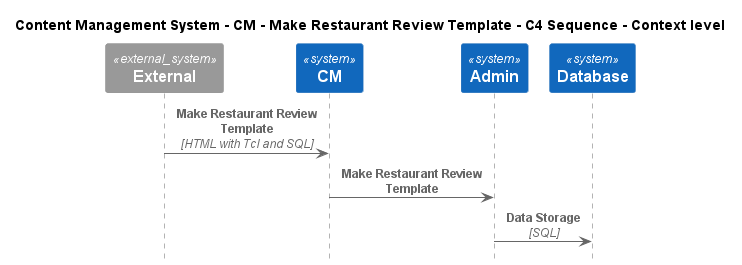 Content Management System - CM - Make Restaurant Review Template - C4 Sequence - Context level
«external_system» «system» «system» «system»
External CM Admin Database
Make Restaurant Review
Template
[HTML with Tcl and SQL]
Make Restaurant Review
Template
Data Storage
[SQL]